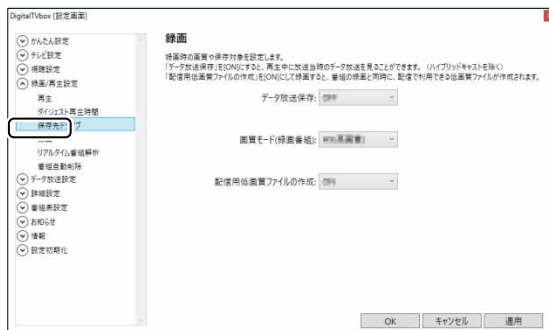 DigitalTVbox [設定画面]
かんたん設定
テレビ設定
視聴設定
録画/再生設定
再生
ダイジェスト再生時間
保存先
リアルタイム番組解析
番組自動削除
データ放送設定
詳細設定
番組表設定
お知らせ
情報
設定初期化
録画
録画時の画質や保存対象を設定します。
「データ放送保存」を[ON]にすると、再生中に放送当時のデータ放送を見ることができます。(ハイブリッドキャストを除く)
「配信用低画質ファイルの作成」を[ON]にして録画すると、番組の録画と同時に、配信で利用できる低画質ファイルが作成されます。
データ放送保存:
画質モード(録画番組):
配信用低画質ファイルの作成:
OK キャンセル 適用